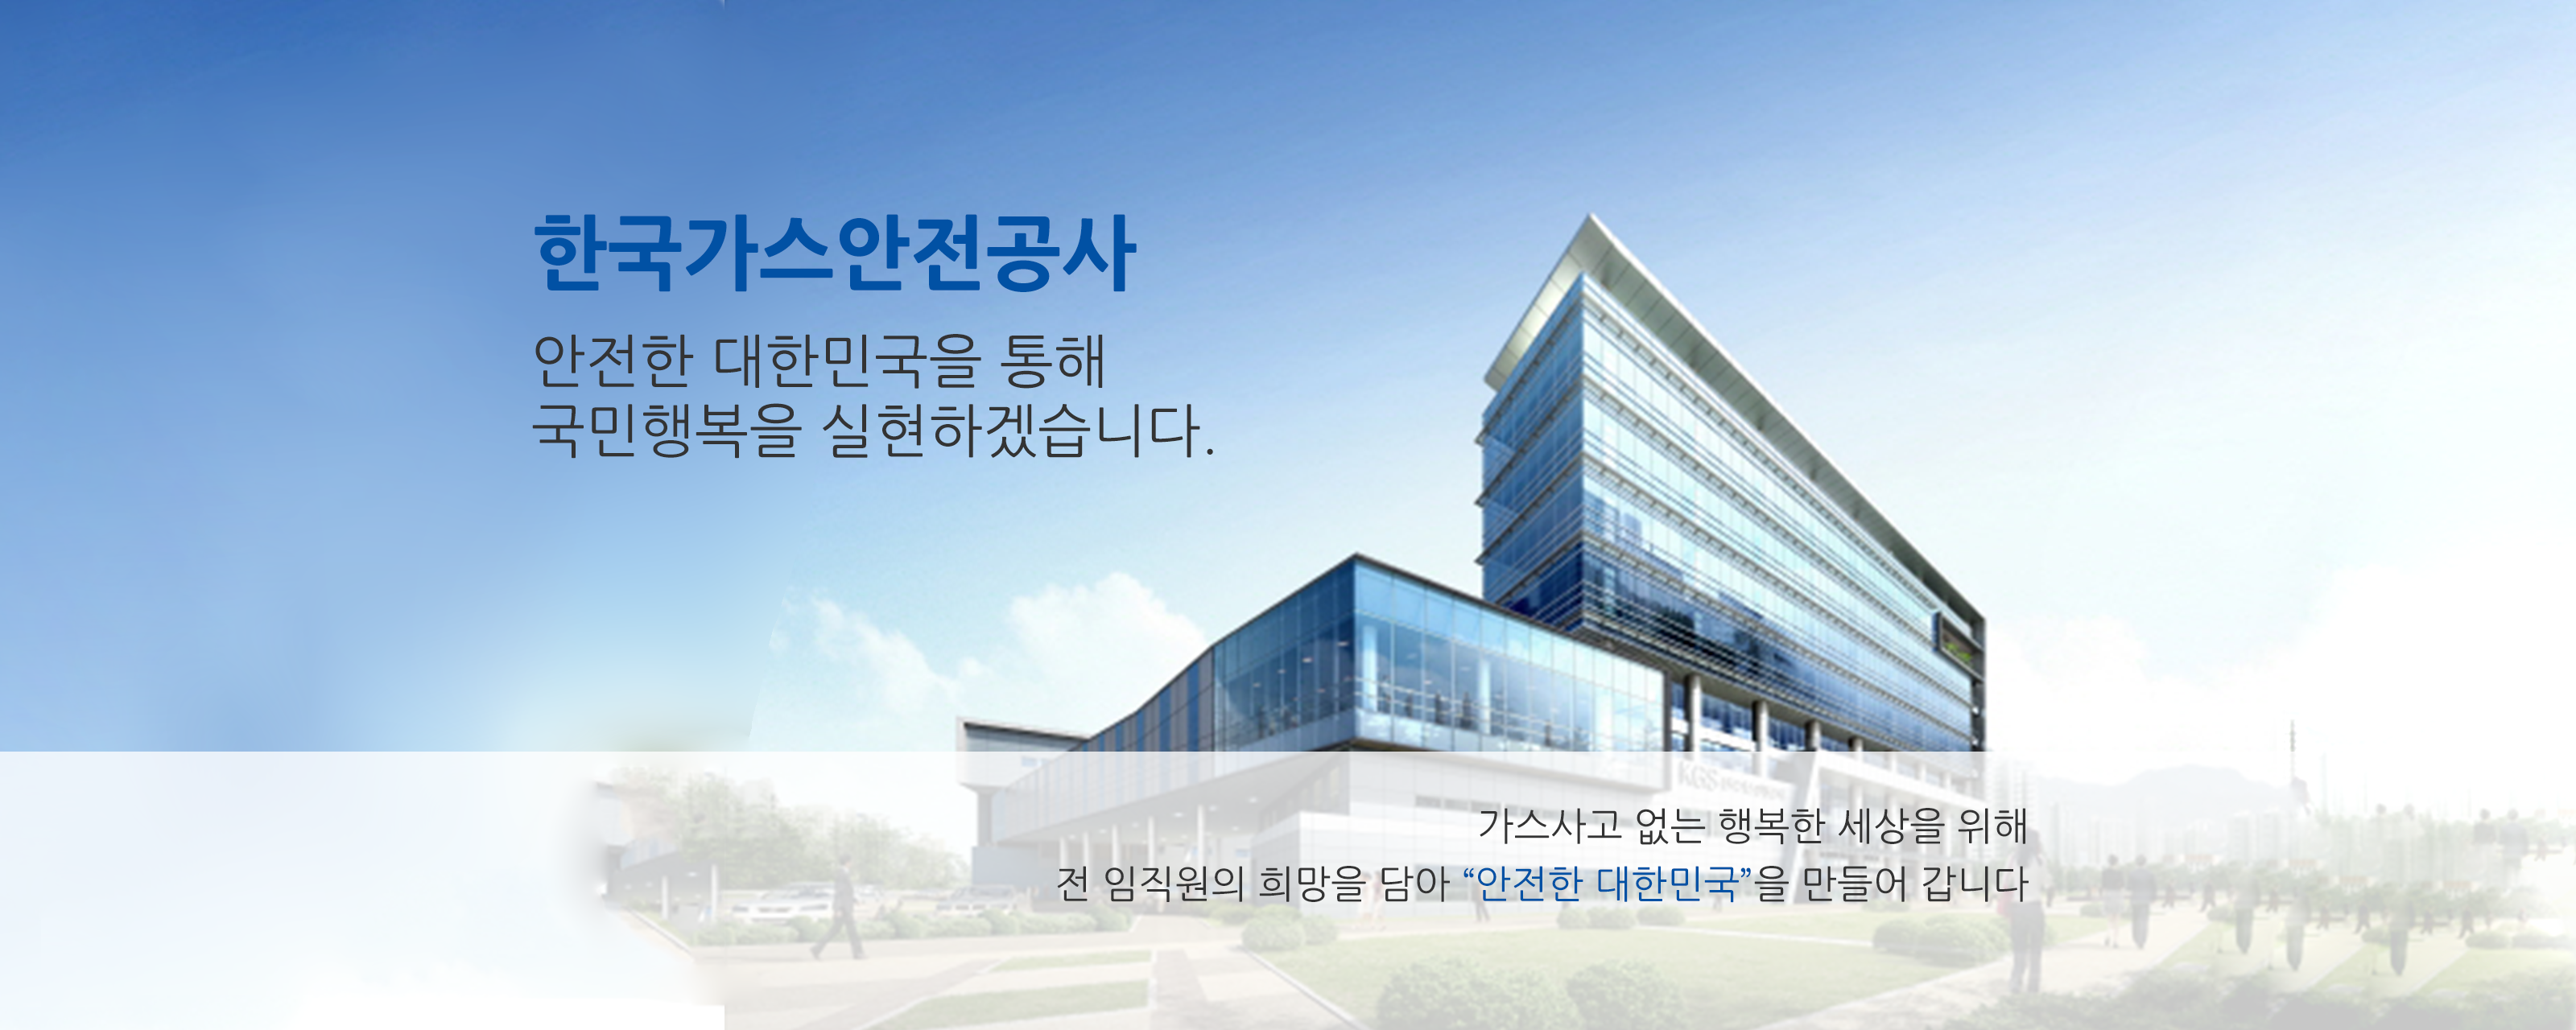 한국가스안전공사
안전한 대한민국을 통해
국민행복을 실현하겠습니다.
KGS
가스사고 없는 행복한 세상을 위해
전 임직원의 희망을 담아 “안전한 대한민국”을 만들어 갑니다